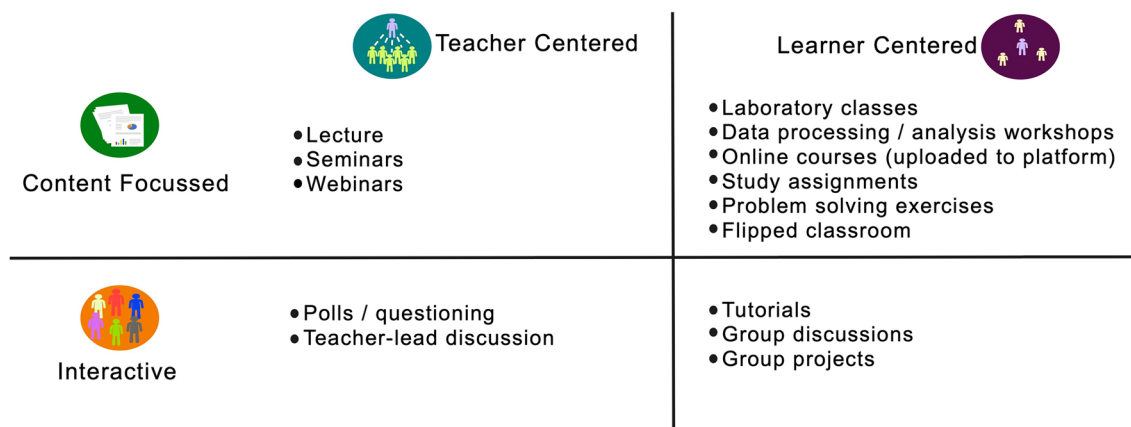 Teacher Centered
Learner Centered
Content Focussed
•Lecture
•Seminars
•Webinars
•Laboratory classes
•Data processing / analysis workshops
•Online courses (uploaded to platform)
•Study assignments
•Problem solving exercises
•Flipped classroom
Interactive
•Polls / questioning
•Teacher-lead discussion
•Tutorials
•Group discussions
•Group projects